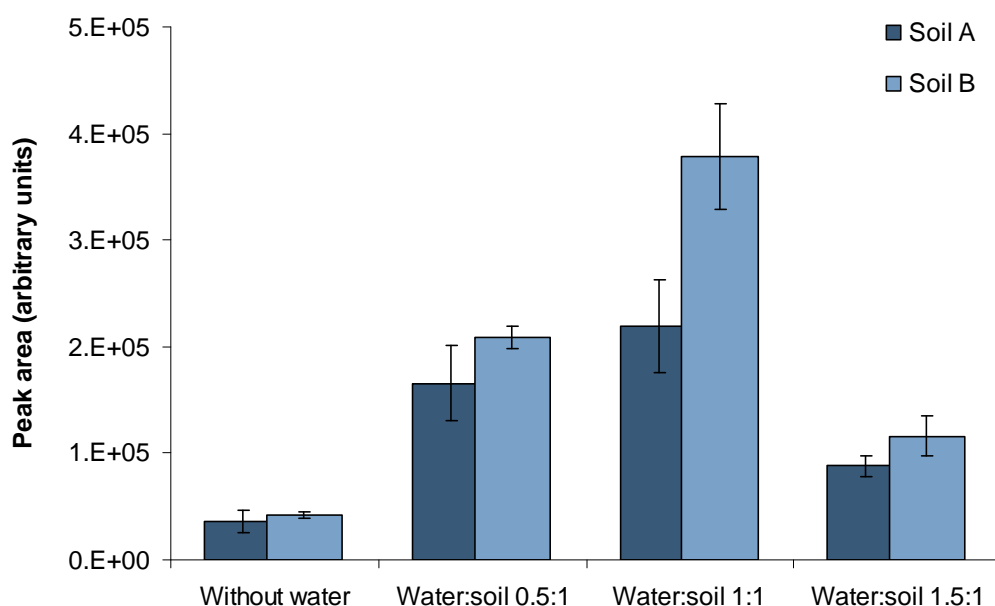 5.E+05
4.E+05
3.E+05
2.E+05
1.E+05
0.E+00
Peak area (arbitrary units)
Soil A
Soil B
Without water
Water:soil 0.5:1
Water:soil 1:1
Water:soil 1.5:1